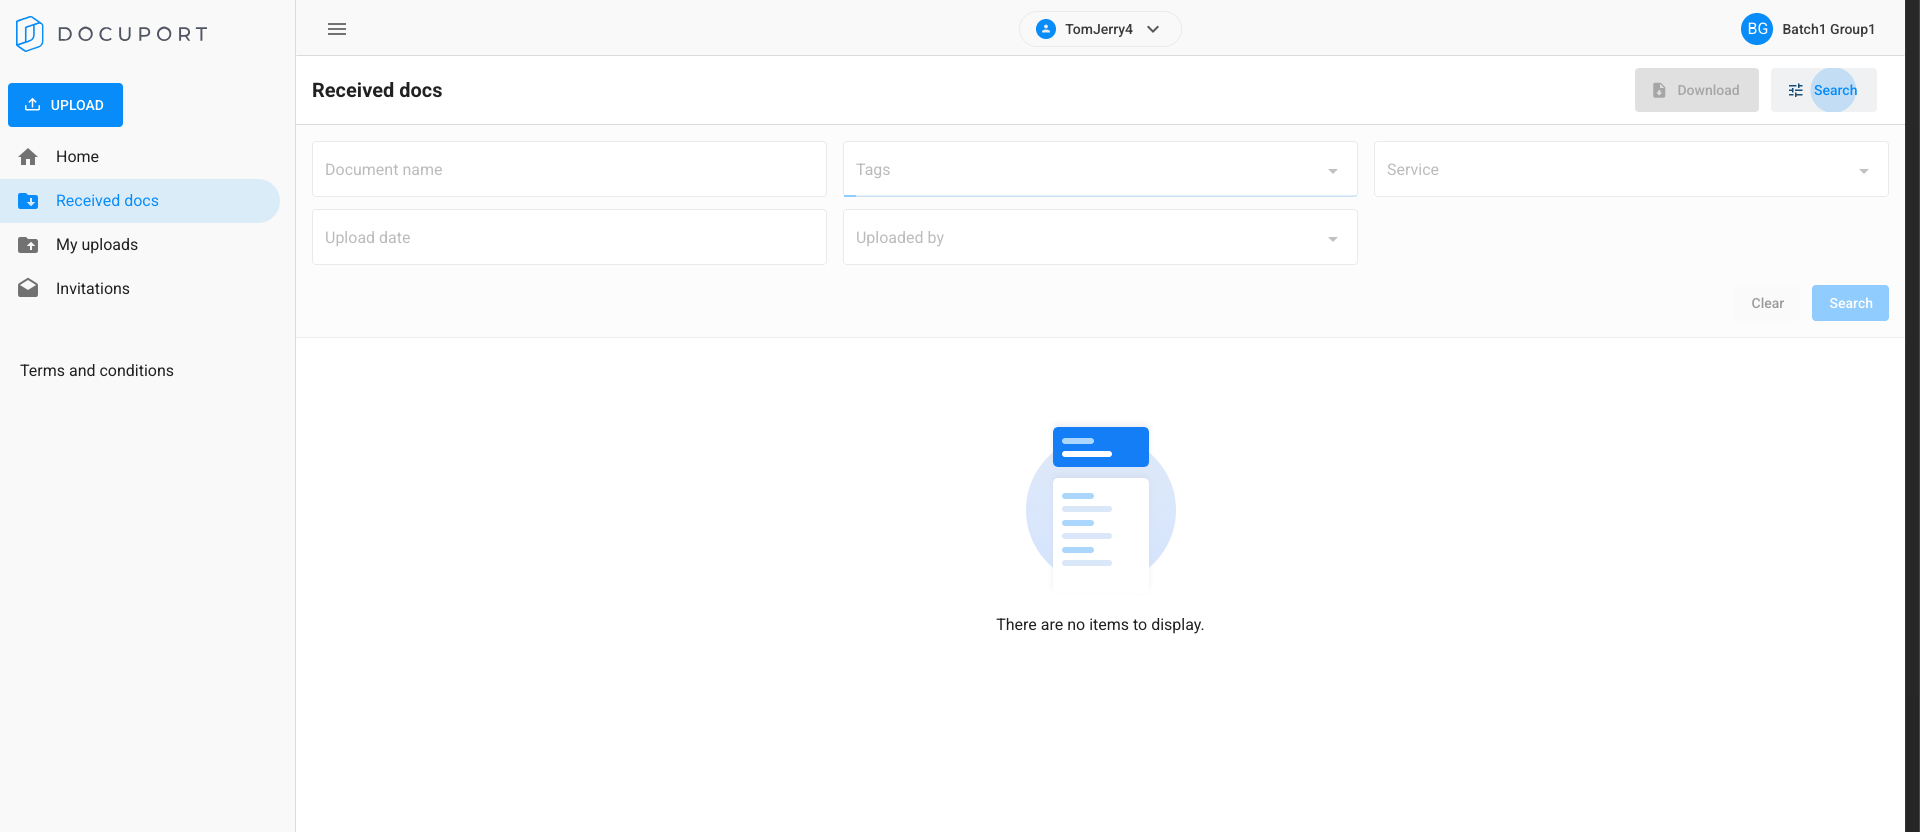 DOCUPORT
TomJerry4
BG Batch1 Group1
UPLOAD
Home
Received docs
My uploads
Invitations
Terms and conditions
Received docs
Download
Search
Document name
Tags
Service
Upload date
Uploaded by
Clear
Search
There are no items to display.